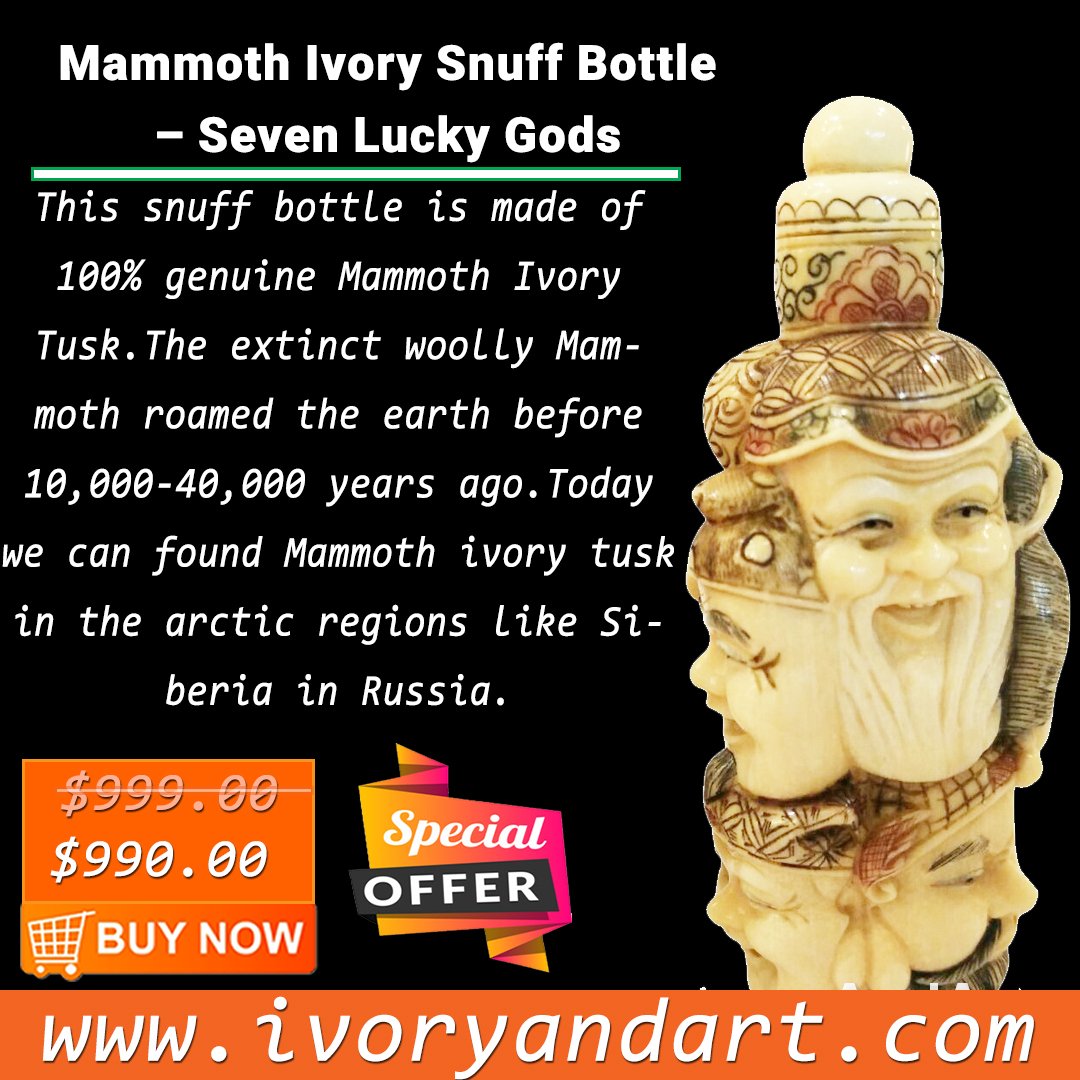 Mammoth Ivory Snuff Bottle
– Seven Lucky Gods
This snuff bottle is made of
100% genuine Mammoth Ivory
Tusk.The extinct woolly Mam-
moth roamed the earth before
10,000-40,000 years ago.Today
we can found Mammoth ivory tusk
in the arctic regions like Si-
beria in Russia.
$999.00
$990.00
BUY NOW
Special
OFFER
www.ivoryandart.com